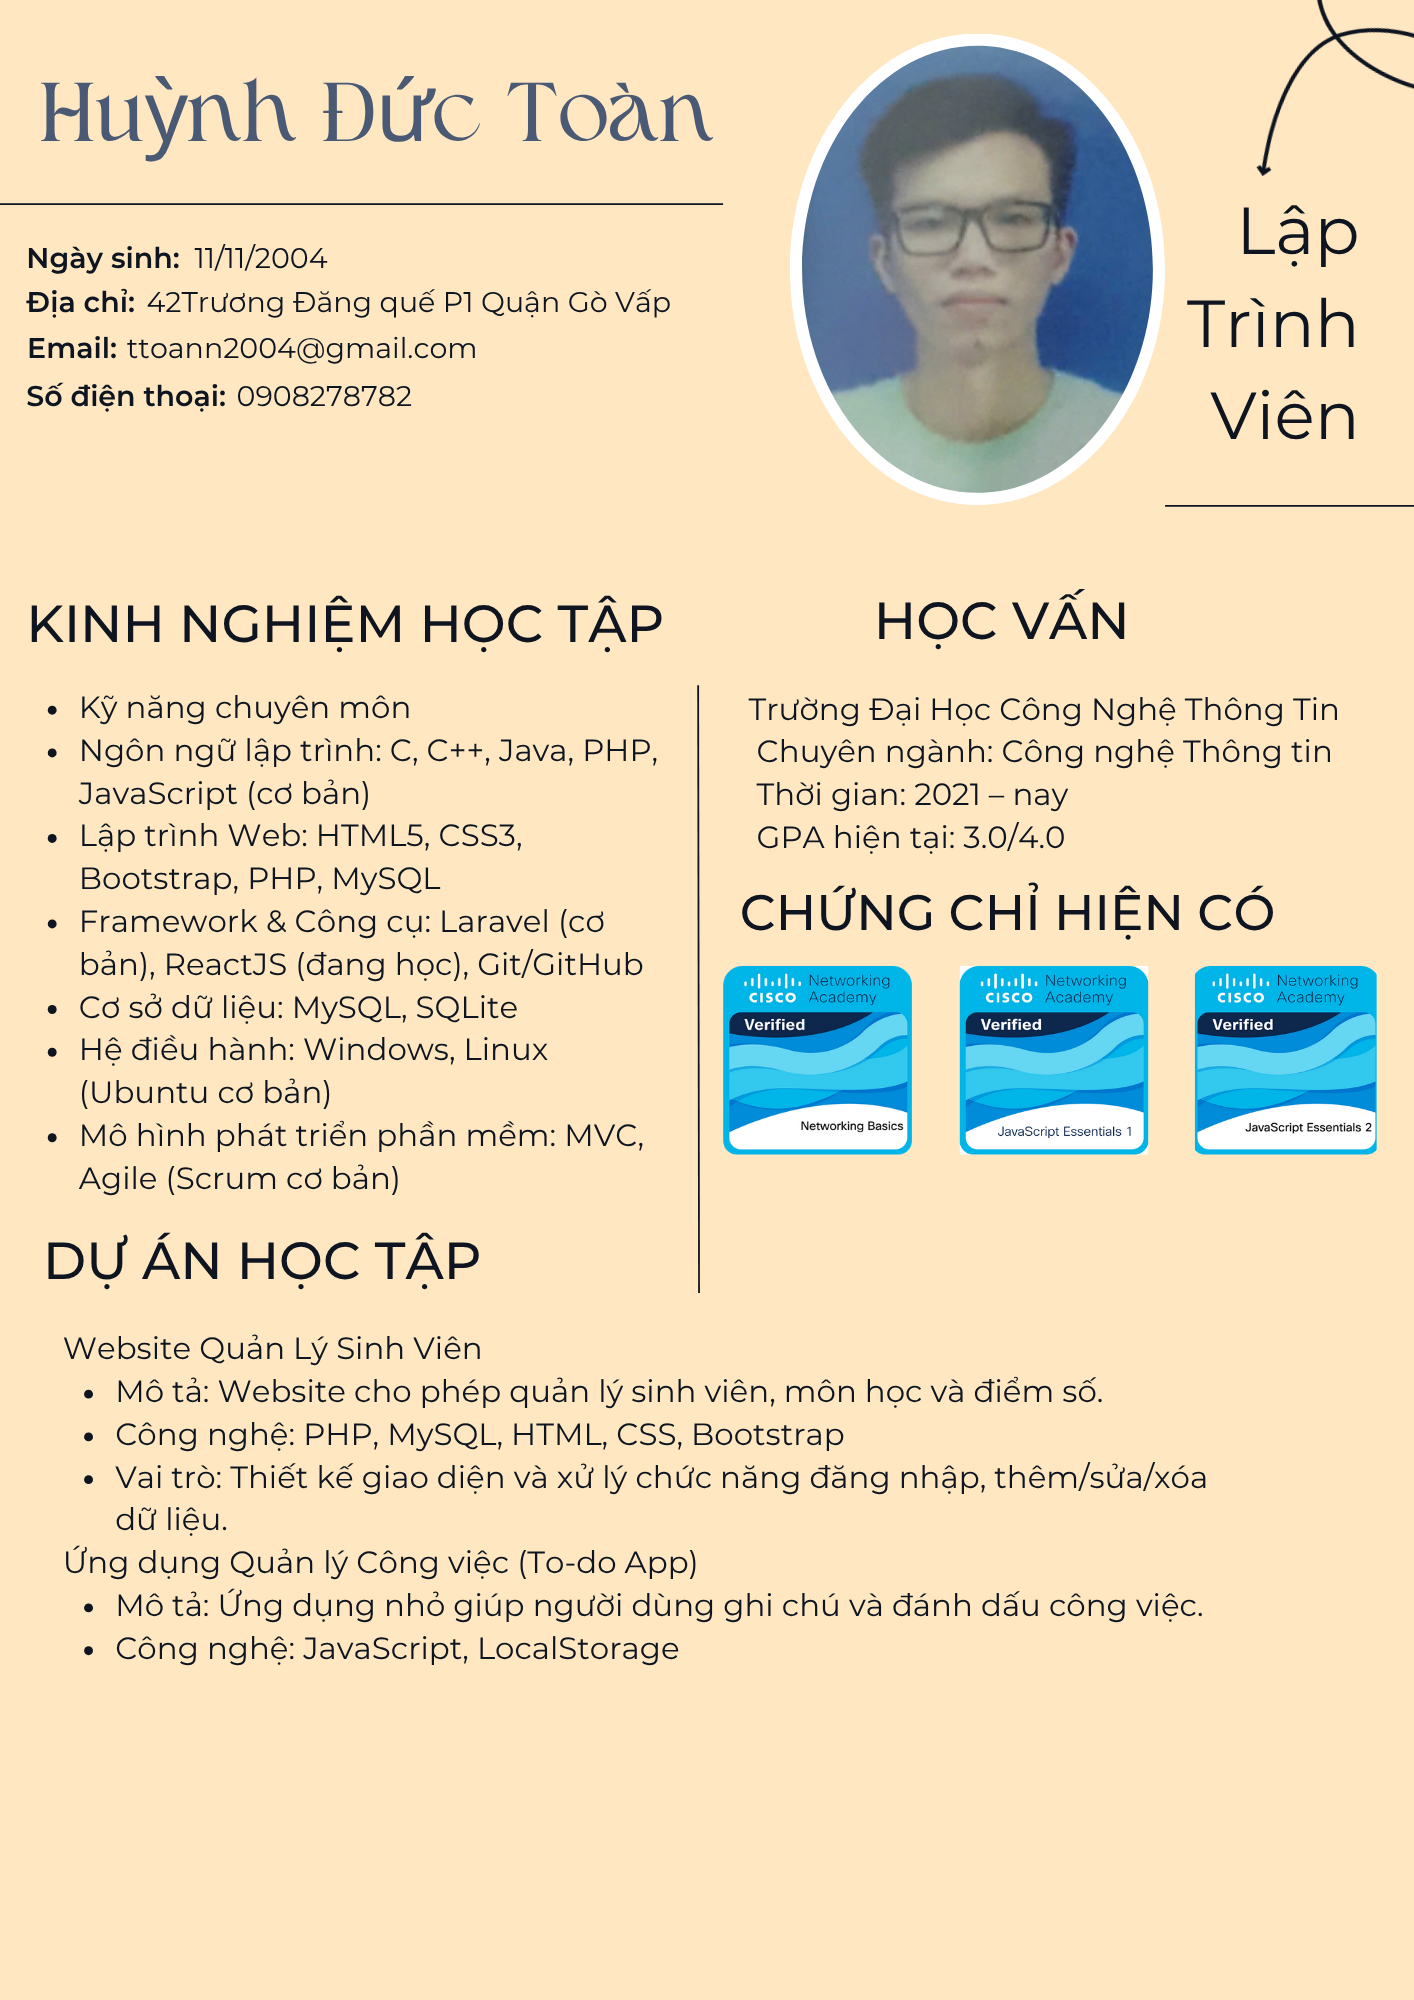 Huỳnh Đức Toàn
Ngày sinh: 11/11/2004
Địa chỉ: 42Trương Đăng quế P1 Quận Gò Vấp
Email: ttoann2004@gmail.com
Số điện thoại: 0908278782
Lập
Trình
Viên
KINH NGHIỆM HỌC TẬP
• Kỹ năng chuyên môn
• Ngôn ngữ lập trình: C, C++, Java, PHP,
JavaScript (cơ bản)
• Lập trình Web: HTML5, CSS3,
Bootstrap, PHP, MySQL
• Framework & Công cụ: Laravel (cơ
bản), ReactJS (đang học), Git/GitHub
• Cơ sở dữ liệu: MySQL, SQLite
• Hệ điều hành: Windows, Linux
(Ubuntu cơ bản)
• Mô hình phát triển phần mềm: MVC,
Agile (Scrum cơ bản)
HỌC VẤN
Trường Đại Học Công Nghệ Thông Tin
Chuyên ngành: Công nghệ Thông tin
Thời gian: 2021 – nay
GPA hiện tại: 3.0/4.0
CHỨNG CHỈ HIỆN CÓ
CISCO Networking Academy
Verified
Networking Basics
CISCO Networking Academy
Verified
JavaScript Essentials 1
CISCO Networking Academy
Verified
JavaScript Essentials 2
DỰ ÁN HỌC TẬP
Website Quản Lý Sinh Viên
• Mô tả: Website cho phép quản lý sinh viên, môn học và điểm số.
• Công nghệ: PHP, MySQL, HTML, CSS, Bootstrap
• Vai trò: Thiết kế giao diện và xử lý chức năng đăng nhập, thêm/sửa/xóa
dữ liệu.
Ứng dụng Quản lý Công việc (To-do App)
• Mô tả: Ứng dụng nhỏ giúp người dùng ghi chú và đánh dấu công việc.
• Công nghệ: JavaScript, LocalStorage